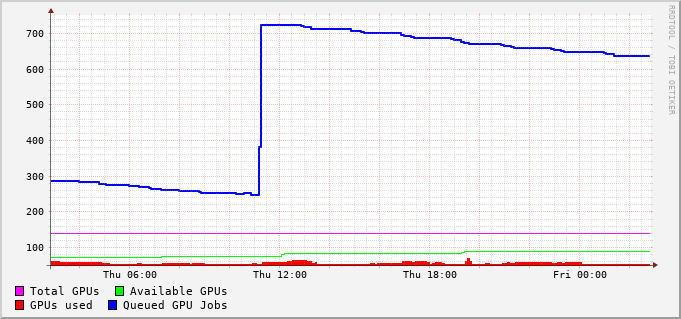 RRDTOOL / TOBI OETIKER
700
600
500
400
300
200
100
Thu 06:00 Thu 12:00 Thu 18:00 Fri 00:00
Total GPUs Available GPUs
GPUs used Queued GPU Jobs